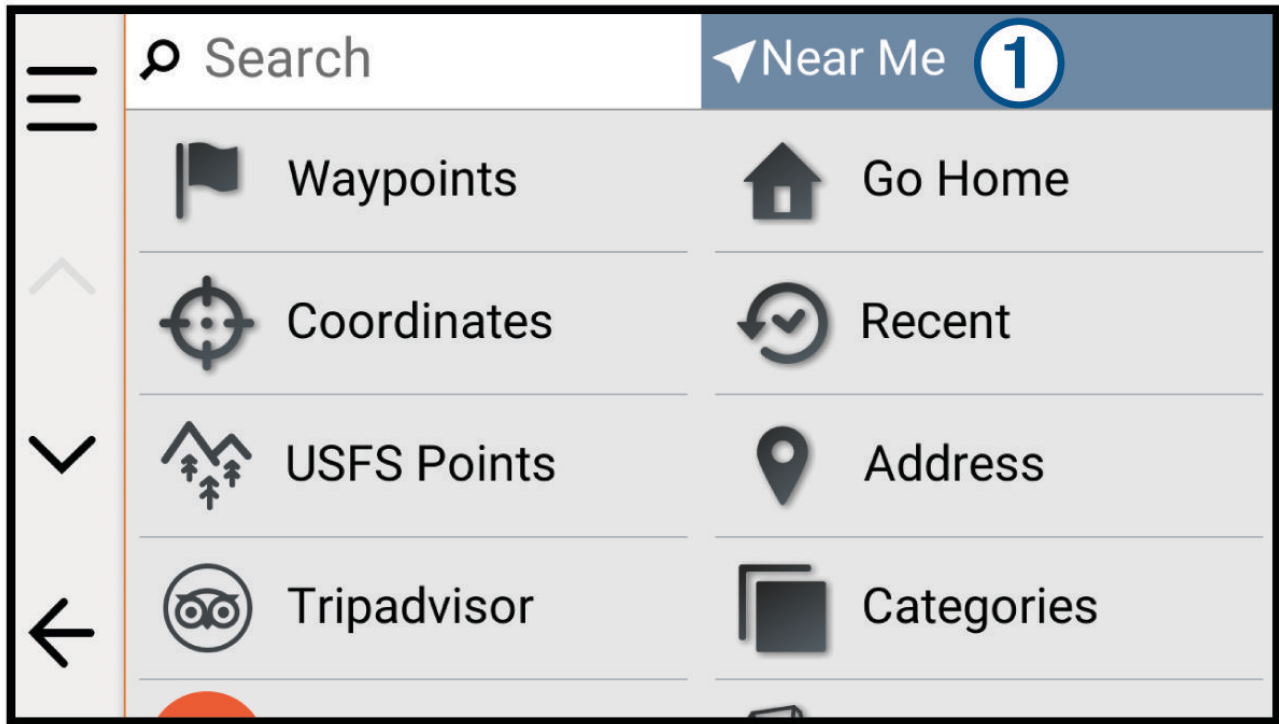 Search
Near Me 1
Waypoints
Go Home
Coordinates
Recent
USFS Points
Address
Tripadvisor
Categories